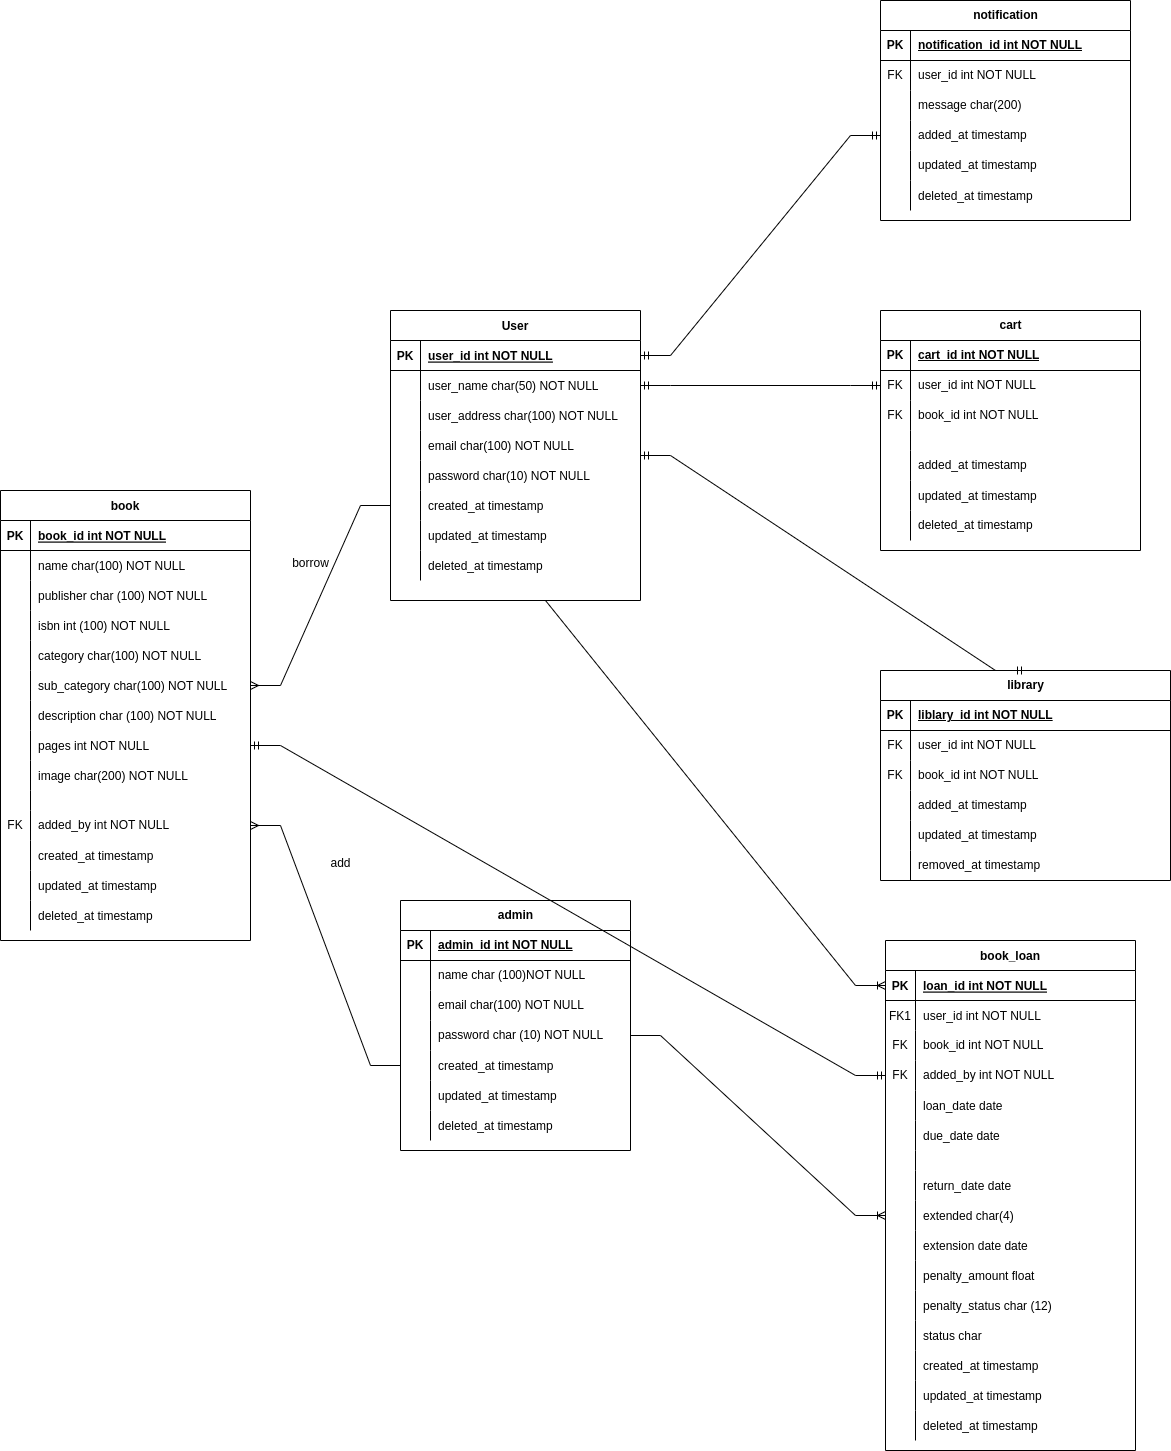 notification
PK notification_id int NOT NULL
FK user_id int NOT NULL
message char(200)
added_at timestamp
updated_at timestamp
deleted_at timestamp
User
PK user_id int NOT NULL
user_name char(50) NOT NULL
user_address char(100) NOT NULL
email char(100) NOT NULL
password char(10) NOT NULL
created_at timestamp
updated_at timestamp
deleted_at timestamp
cart
PK cart_id int NOT NULL
FK user_id int NOT NULL
FK book_id int NOT NULL
added_at timestamp
updated_at timestamp
deleted_at timestamp
book
PK book_id int NOT NULL
name char(100) NOT NULL
publisher char (100) NOT NULL
isbn int (100) NOT NULL
category char(100) NOT NULL
sub_category char(100) NOT NULL
description char (100) NOT NULL
pages int NOT NULL
image char(200) NOT NULL
FK added_by int NOT NULL
created_at timestamp
updated_at timestamp
deleted_at timestamp
borrow
add
library
PK liblary_id int NOT NULL
FK user_id int NOT NULL
FK book_id int NOT NULL
added_at timestamp
updated_at timestamp
removed_at timestamp
admin
PK admin_id int NOT NULL
name char (100)NOT NULL
email char(100) NOT NULL
password char (10) NOT NULL
created_at timestamp
updated_at timestamp
deleted_at timestamp
book_loan
PK loan_id int NOT NULL
FK1 user_id int NOT NULL
FK book_id int NOT NULL
FK added_by int NOT NULL
loan_date date
due_date date
return_date date
extended char(4)
extension date date
penalty_amount float
penalty_status char (12)
status char
created_at timestamp
updated_at timestamp
deleted_at timestamp